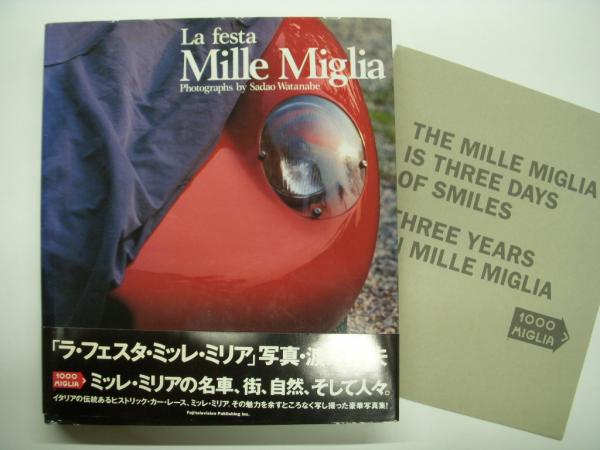 La festa
Mille Miglia
Photographs by Sadao Watanabe
「ラ・フェスタ・ミッレ・ミリア」写真・渡 夫
1000
MIGLIA
ミッレ・ミリアの名車、街、自然、そして人々。
イタリアの伝統あるヒストリック・カー・レース、ミッレ・ミリア。その魅力を余すところなく写し撮った豪華写真集!
Fujitelevision Publishing Inc.
THE MILLE MIGLIA
IS THREE DAYS
OF SMILES
THREE YEARS
MILLE MIGLIA
1000
MIGLIA